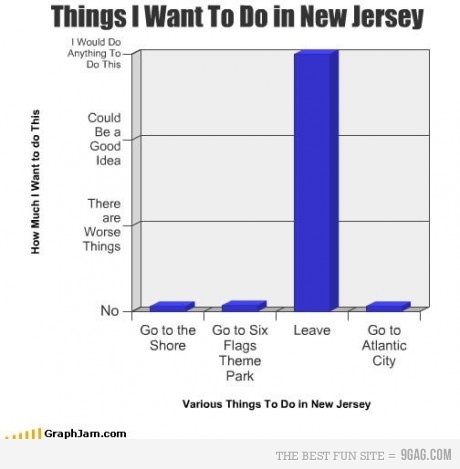 Things I Want To Do in New Jersey
I Would Do
Anything To
Do This
Could
Be a
Good
Idea
There
are
Worse
Things
No
How Much I Want to do This
Go to the
Shore
Go to Six
Flags
Theme
Park
Leave
Go to
Atlantic
City
Various Things To Do in New Jersey
GraphJam.com
THE BEST FUN SITE = 9GAG.COM